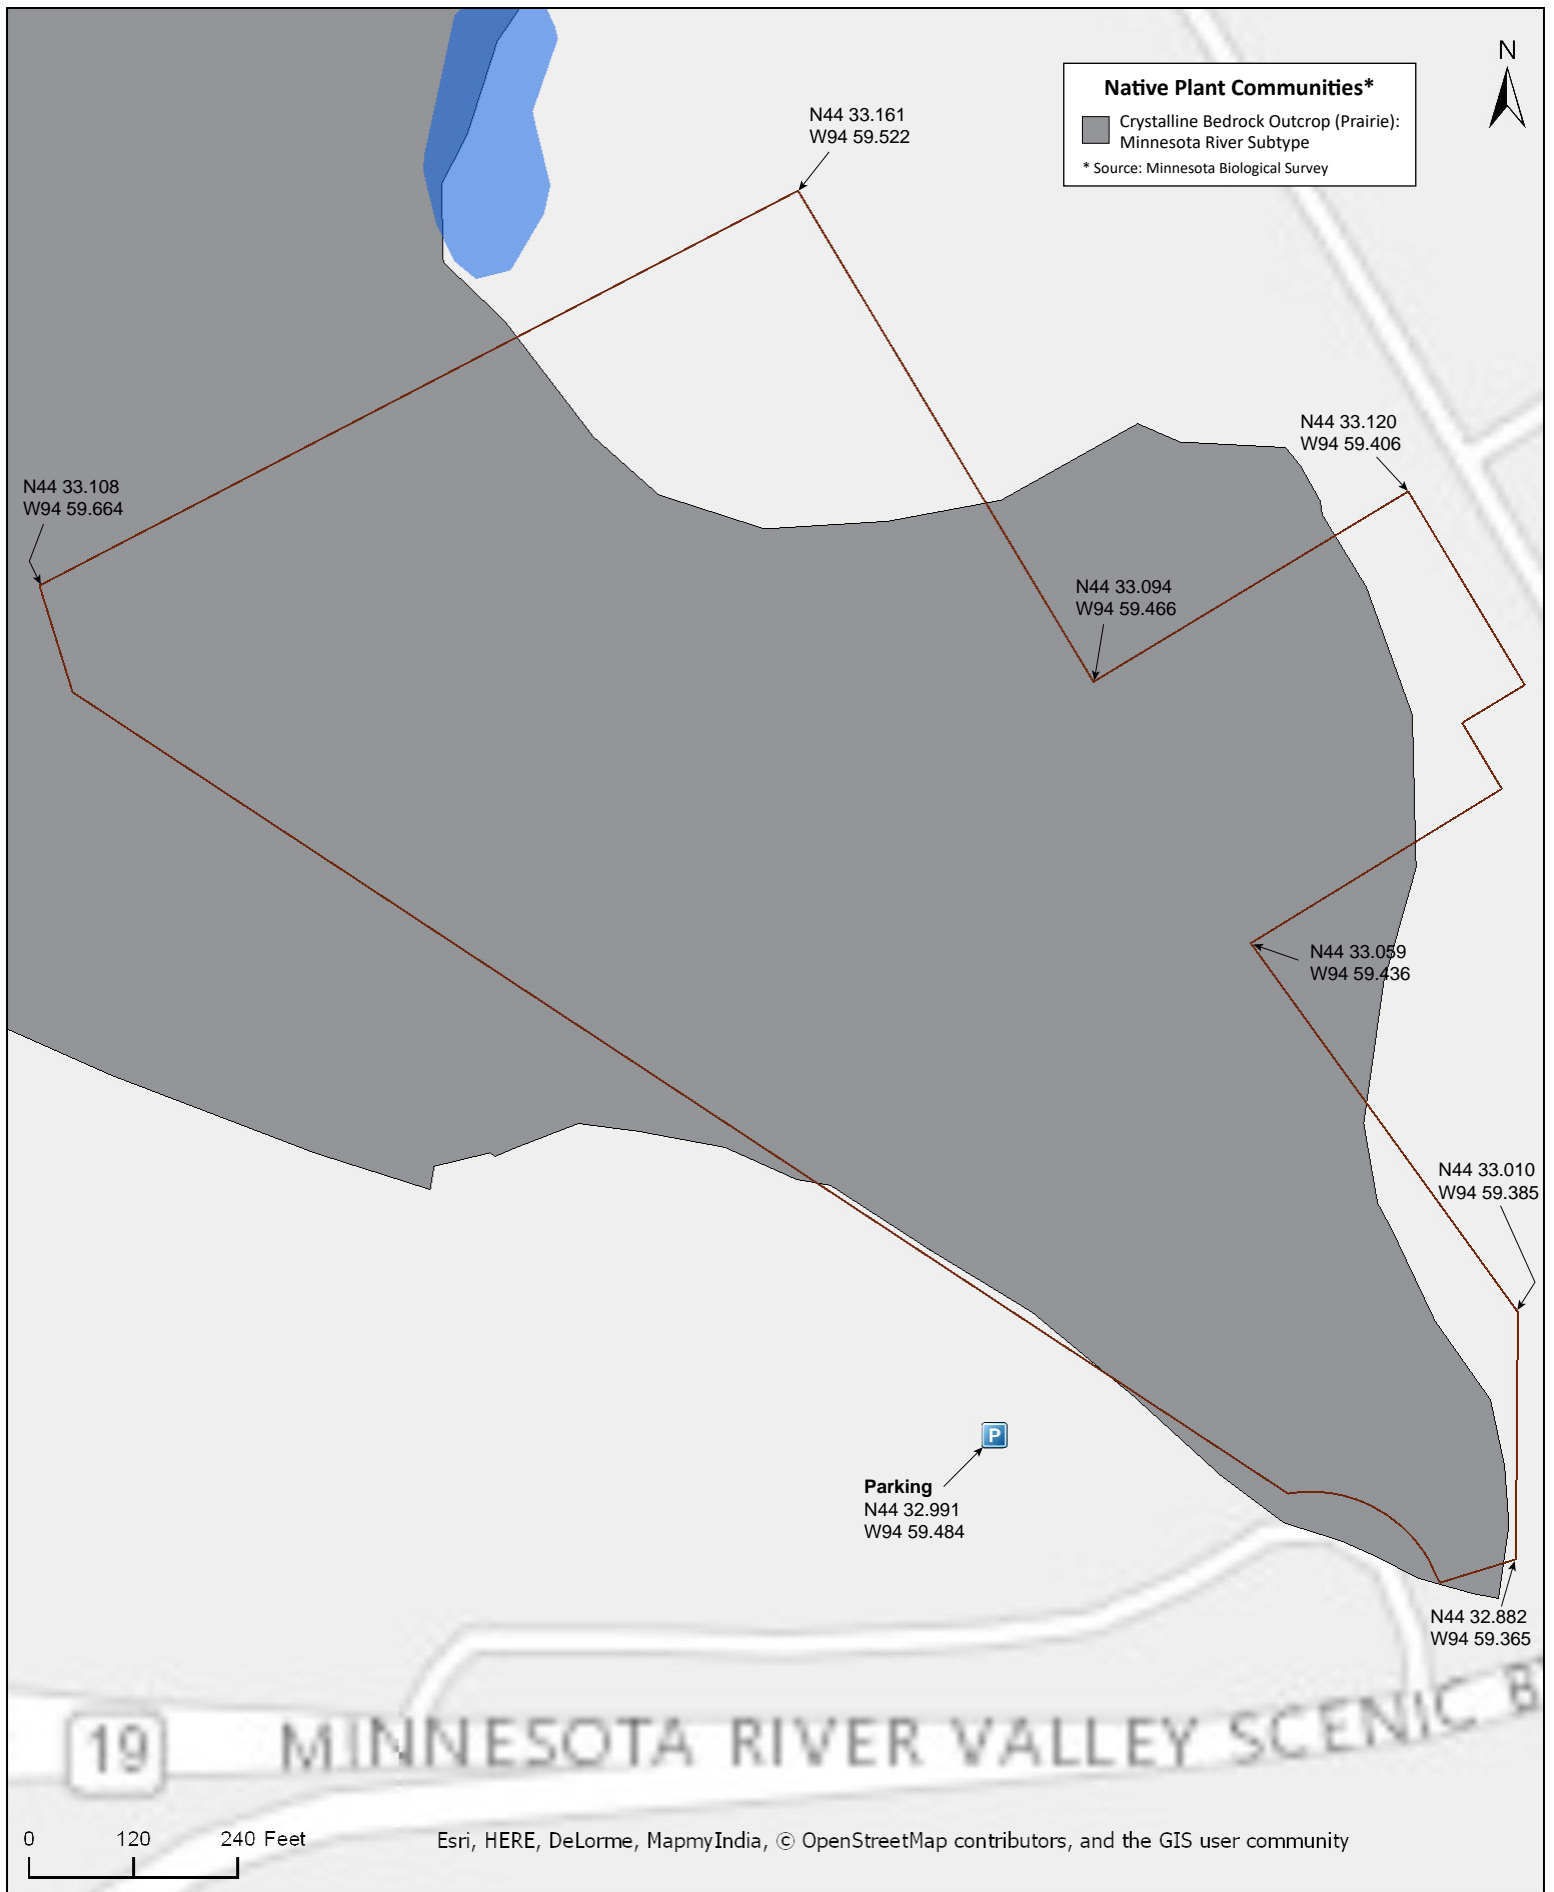 N
Native Plant Communities*
Crystalline Bedrock Outcrop (Prairie):
Minnesota River Subtype
* Source: Minnesota Biological Survey
N44 33.161
W94 59.522
N44 33.120
W94 59.406
N44 33.108
W94 59.664
N44 33.094
W94 59.466
N44 33.059
W94 59.436
N44 33.010
W94 59.385
P
Parking
N44 32.991
W94 59.484
N44 32.882
W94 59.365
19 MINNESOTA RIVER VALLEY SCENIC B
0 120 240 Feet
Esri, HERE, DeLorme, MapmyIndia, © OpenStreetMap contributors, and the GIS user community